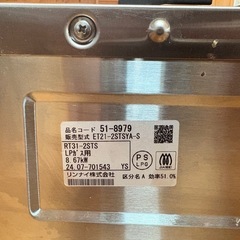 品名コード 51-8979
販売型式 ET21-2STSYA-S
RT31-2STS
LPガス用
8.67kW
24.07-701543 YS
リンナイ株式会社
PS
LPG
区分名 A 効率51.0%